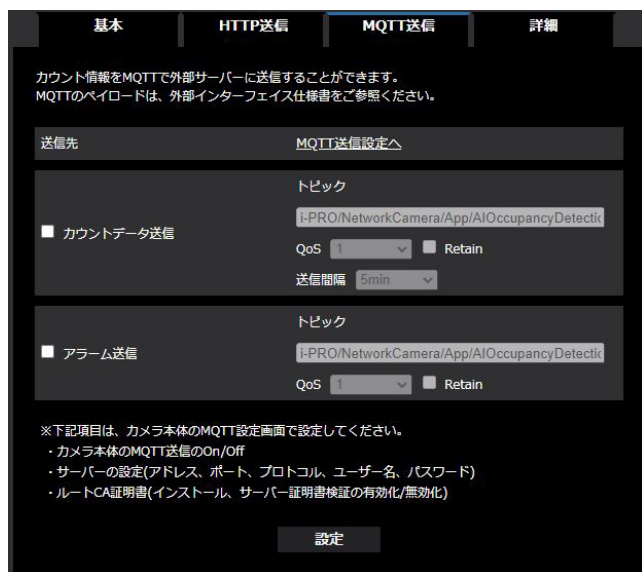 基本 HTTP送信 MQTT送信 詳細
カウント情報をMQTTで外部サーバーに送信することができます。
MQTTのペイロードは、外部インターフェイス仕様書をご参照ください。
送信先 MQTT送信設定へ
トピック
i-PRO/NetworkCamera/App/AIOccupancyDetectic
カウントデータ送信
QoS 1 Retain
送信間隔 5min
トピック
アラーム送信
i-PRO/NetworkCamera/App/AIOccupancyDetectic
QoS 1 Retain
※下記項目は、カメラ本体のMQTT設定画面で設定してください。
・カメラ本体のMQTT送信のOn/Off
・サーバーの設定(アドレス、ポート、プロトコル、ユーザー名、パスワード)
・ルートCA証明書(インストール、サーバー証明書検証の有効化/無効化)
設定